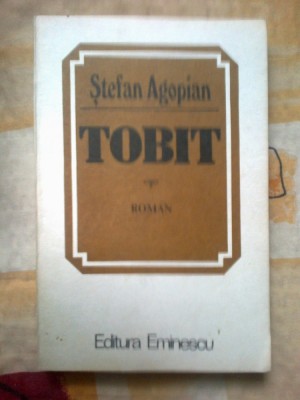 Ștefan Agopian
TOBIT
ROMAN
Editura Eminescu